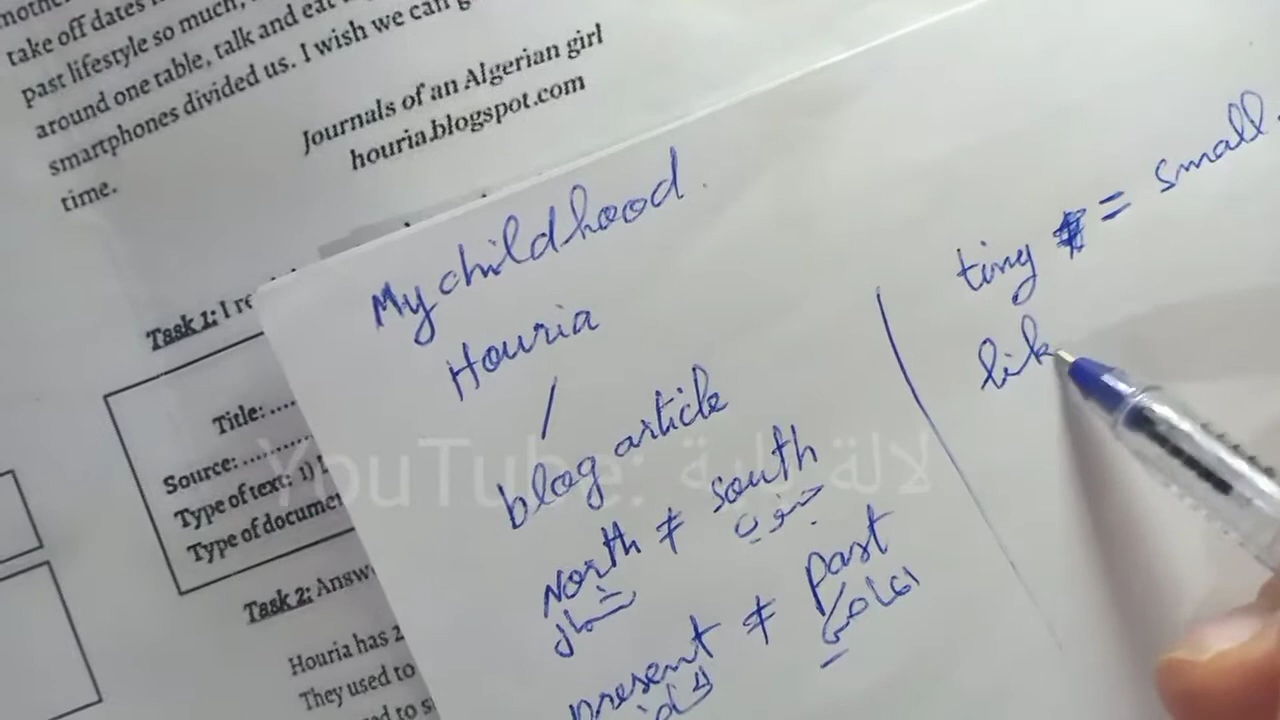 take off dates
past lifestyle so much,
around one table, talk and eat
smartphones divided us. I wish we can g
time.
Journals of an Algerian girl
houria.blogspot.com
Task 1: I re
Title: ....
Source: ..........
Type of text: 1)
Type of documen
Task 2: Answ
Houria has 2
They used to
ed to s
My childhood.
Houria
/
blog article
North ≠ south
شمال جنوب
present ≠ past
الماضي
tiny = small.
lik
YouTube: لالة